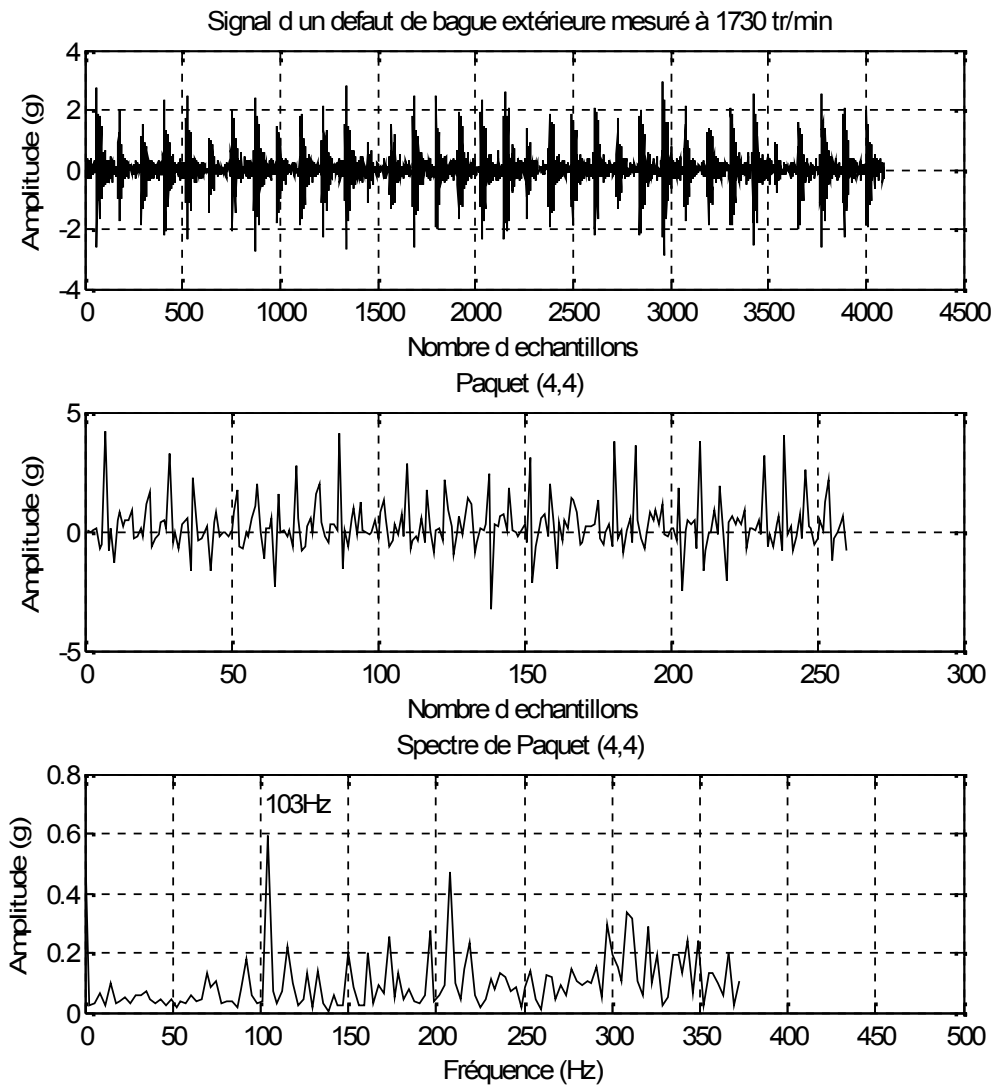 Signal d un defaut de bague extérieure mesuré à 1730 tr/min
4
2
0
-2
-4
Amplitude (g)
0 500 1000 1500 2000 2500 3000 3500 4000 4500
Nombre d echantillons
Paquet (4,4)
5
0
-5
Amplitude (g)
0 50 100 150 200 250 300
Nombre d echantillons
Spectre de Paquet (4,4)
0.8
0.6
0.4
0.2
0
Amplitude (g)
103Hz
0 50 100 150 200 250 300 350 400 450 500
Fréquence (Hz)